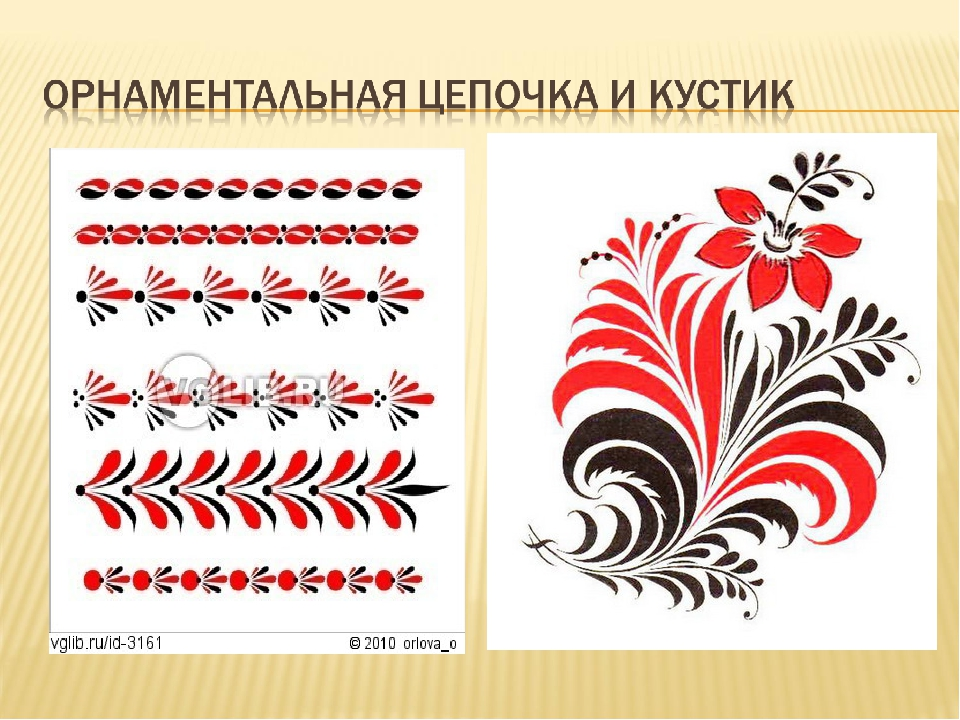 ОРНАМЕНТАЛЬНАЯ ЦЕПОЧКА И КУСТИК
VGLIB.RU
vglib.ru/id-3161 © 2010 orlova_o